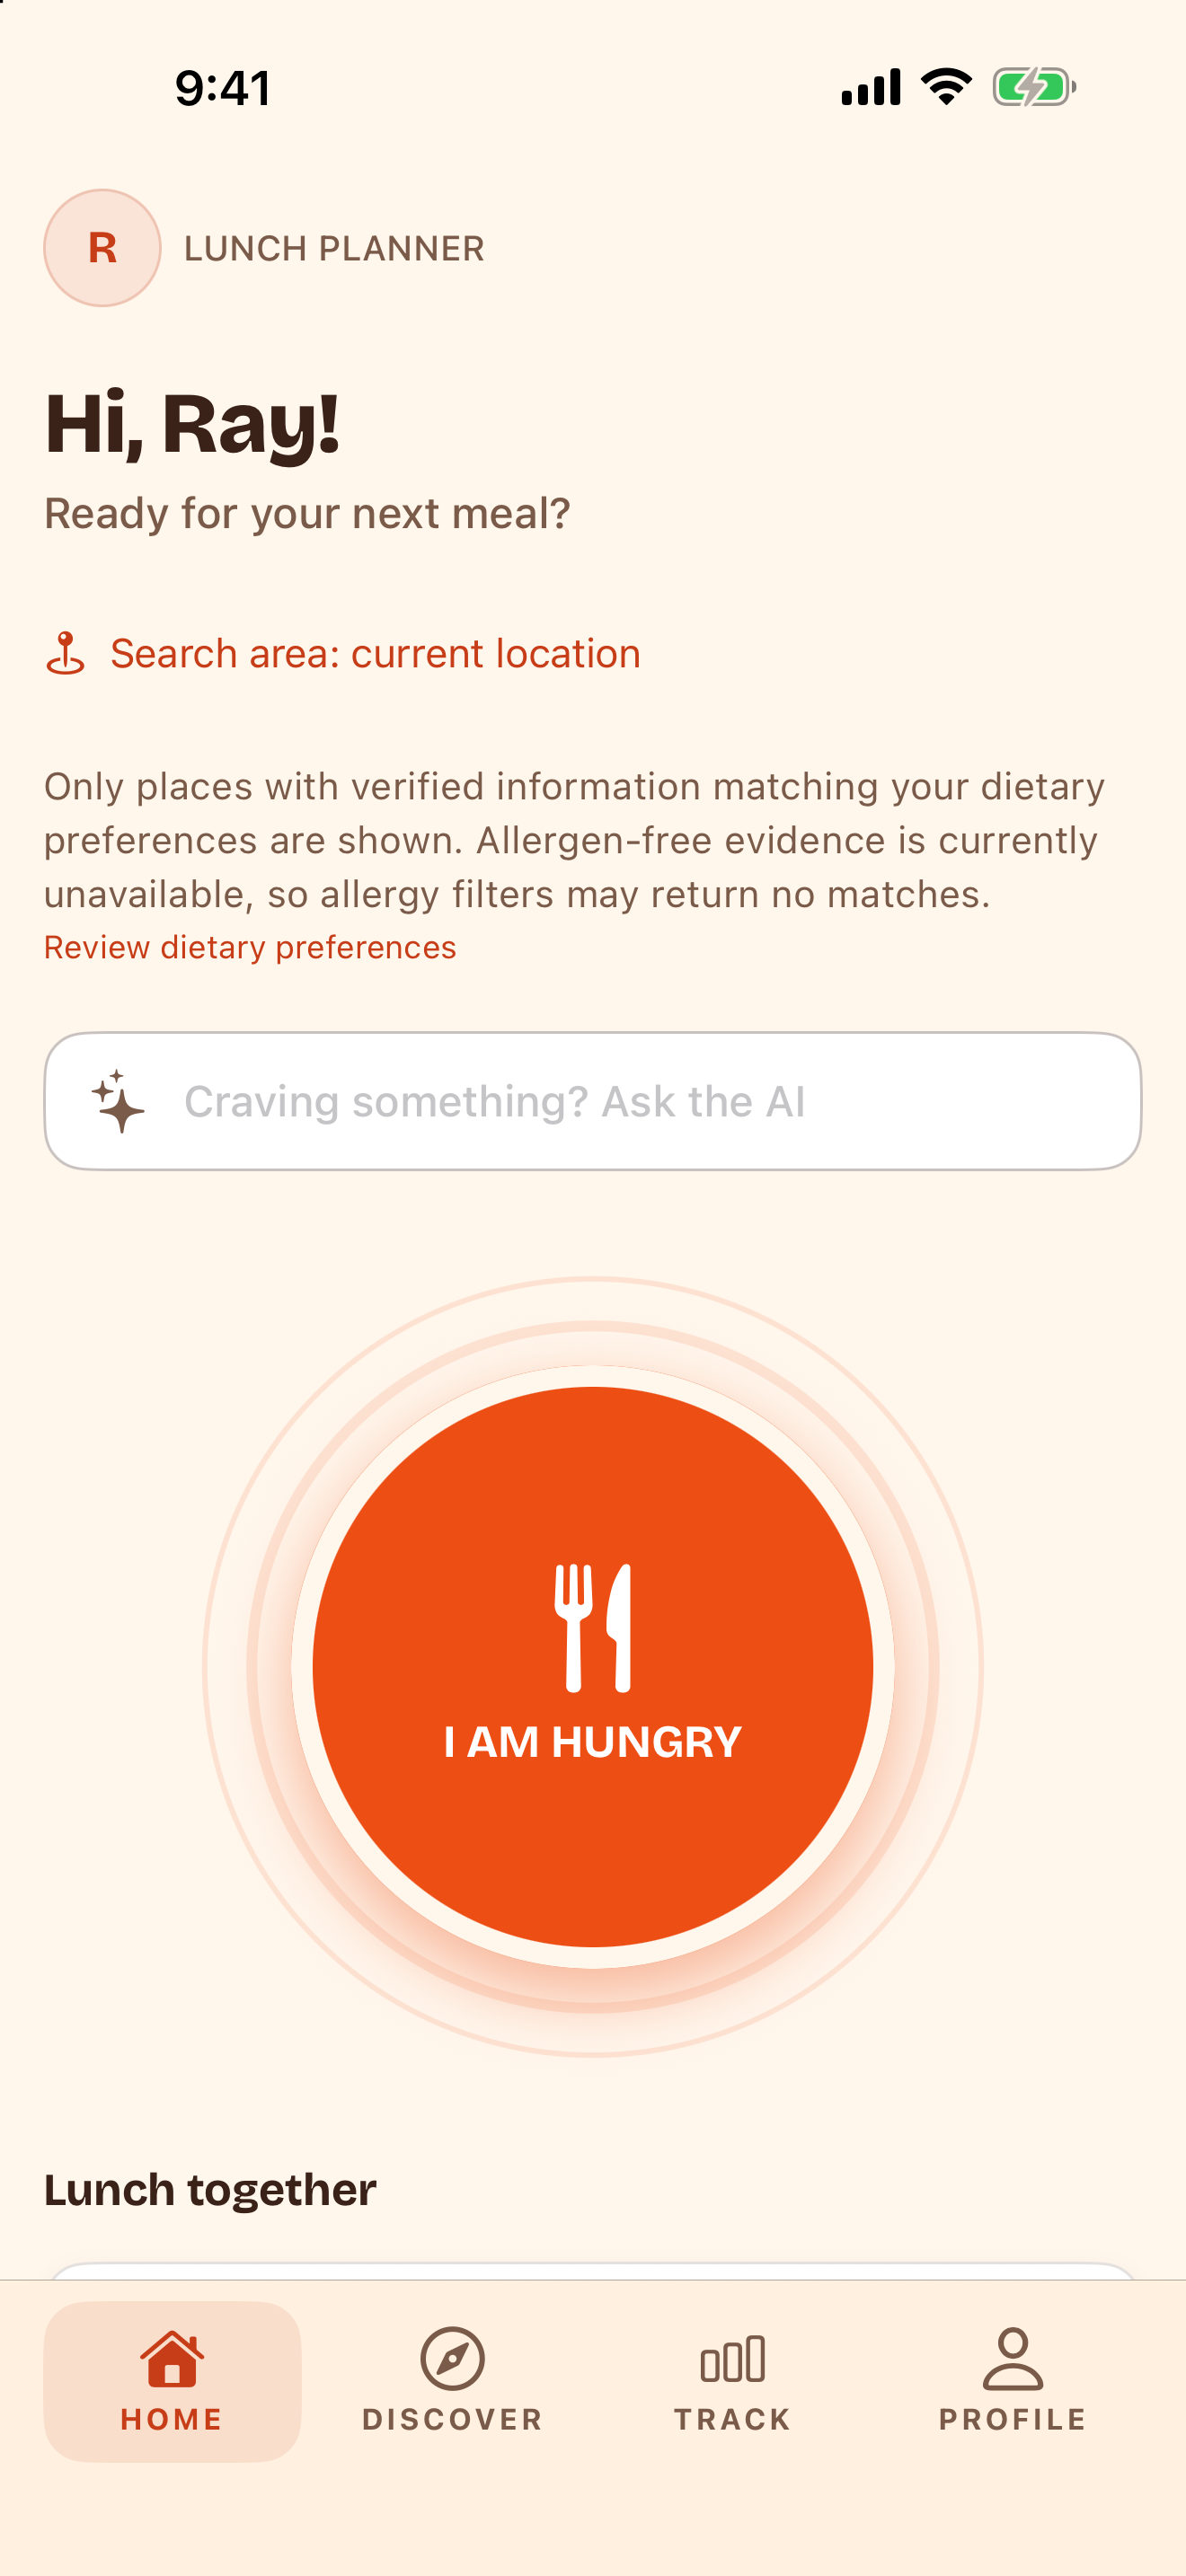 9:41
R
LUNCH PLANNER
Hi, Ray!
Ready for your next meal?
Search area: current location
Only places with verified information matching your dietary
preferences are shown. Allergen-free evidence is currently
unavailable, so allergy filters may return no matches.
Review dietary preferences
Craving something? Ask the AI
I AM HUNGRY
Lunch together
HOME
DISCOVER
TRACK
PROFILE